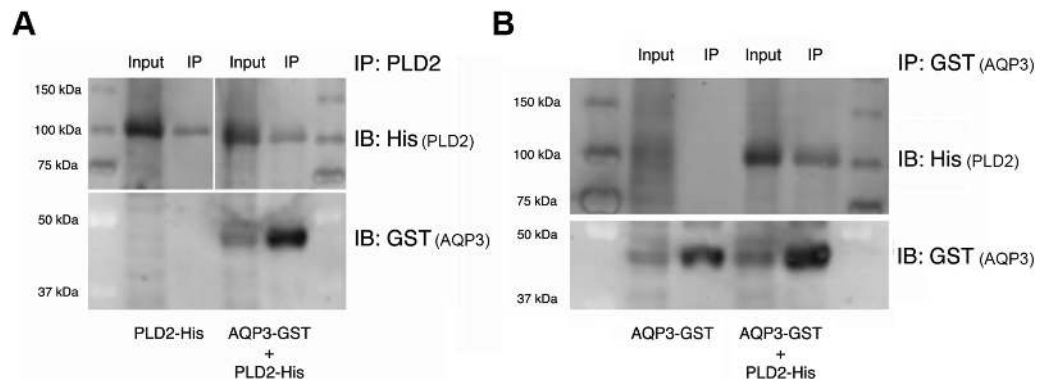 A
Input IP Input IP
IP: PLD2
150 kDa
100 kDa
75 kDa
IB: His (PLD2)
50 kDa
37 kDa
IB: GST (AQP3)
PLD2-His
AQP3-GST
+
PLD2-His
B
Input IP Input IP
IP: GST (AQP3)
150 kDa
100 kDa
75 kDa
IB: His (PLD2)
50 kDa
37 kDa
IB: GST (AQP3)
AQP3-GST
AQP3-GST
+
PLD2-His